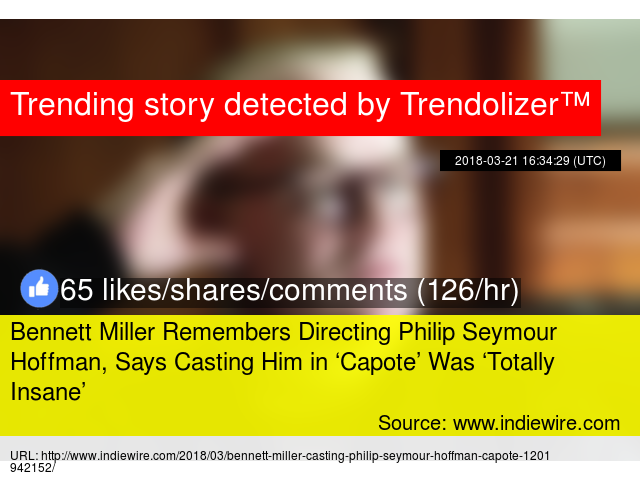 Trending story detected by Trendolizer™
2018-03-21 16:34:29 (UTC)
65 likes/shares/comments (126/hr)
Bennett Miller Remembers Directing Philip Seymour
Hoffman, Says Casting Him in ‘Capote’ Was ‘Totally
Insane’
Source: www.indiewire.com
URL: http://www.indiewire.com/2018/03/bennett-miller-casting-philip-seymour-hoffman-capote-1201
942152/